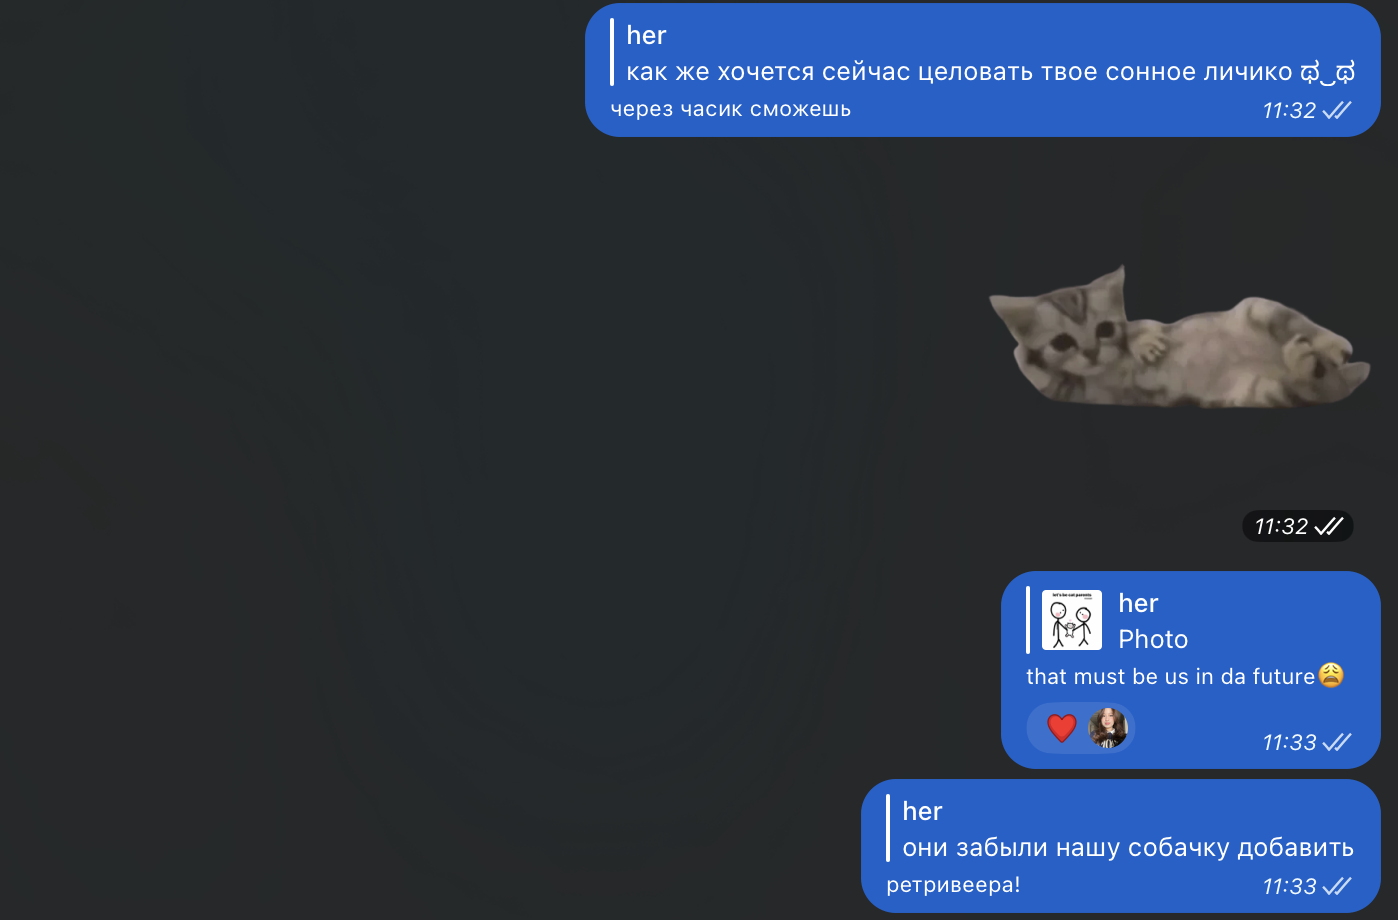 her
как же хочется сейчас целовать твое сонное личико ಥ‿ಥ
через часик сможешь
11:32
11:32
let's be cat parents
her
Photo
that must be us in da future😩
❤️
11:33
her
они забыли нашу собачку добавить
ретривеера!
11:33